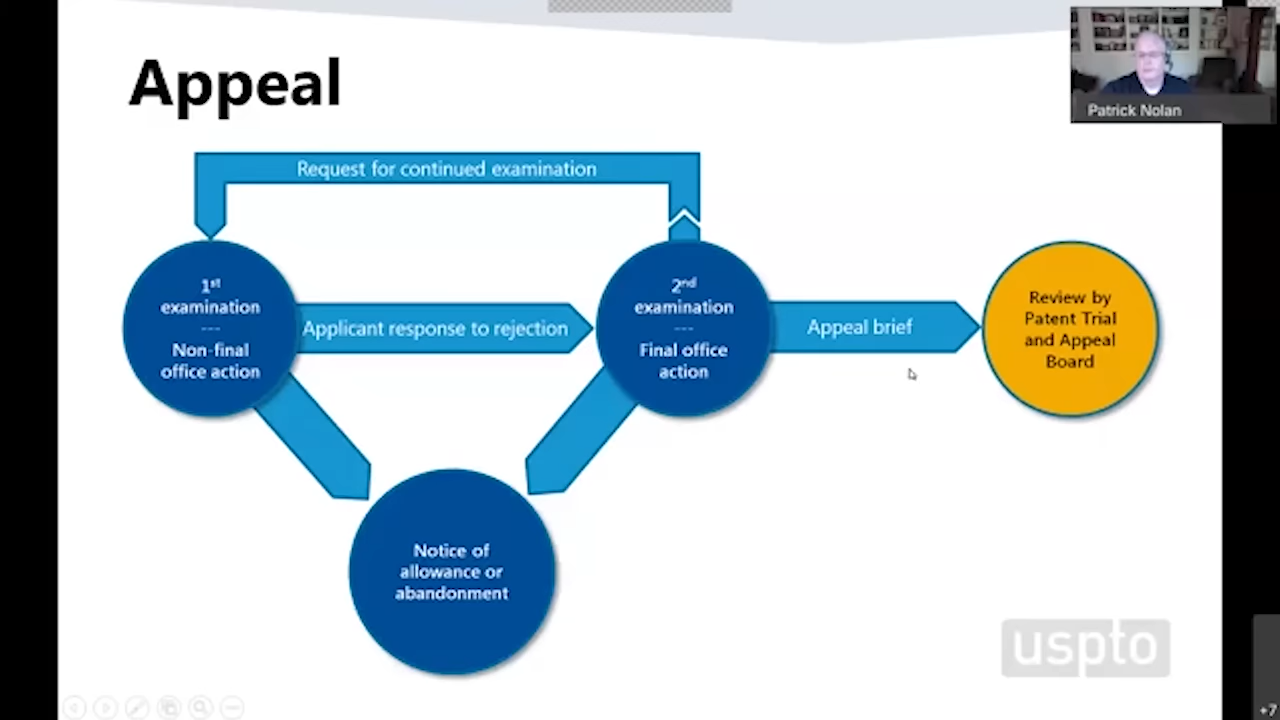 Appeal
Patrick Nolan
Request for continued examination
1st
examination
---
Non-final
office action
Applicant response to rejection
2nd
examination
---
Final office
action
Appeal brief
Review by
Patent Trial
and Appeal
Board
Notice of
allowance or
abandonment
uspto
+7